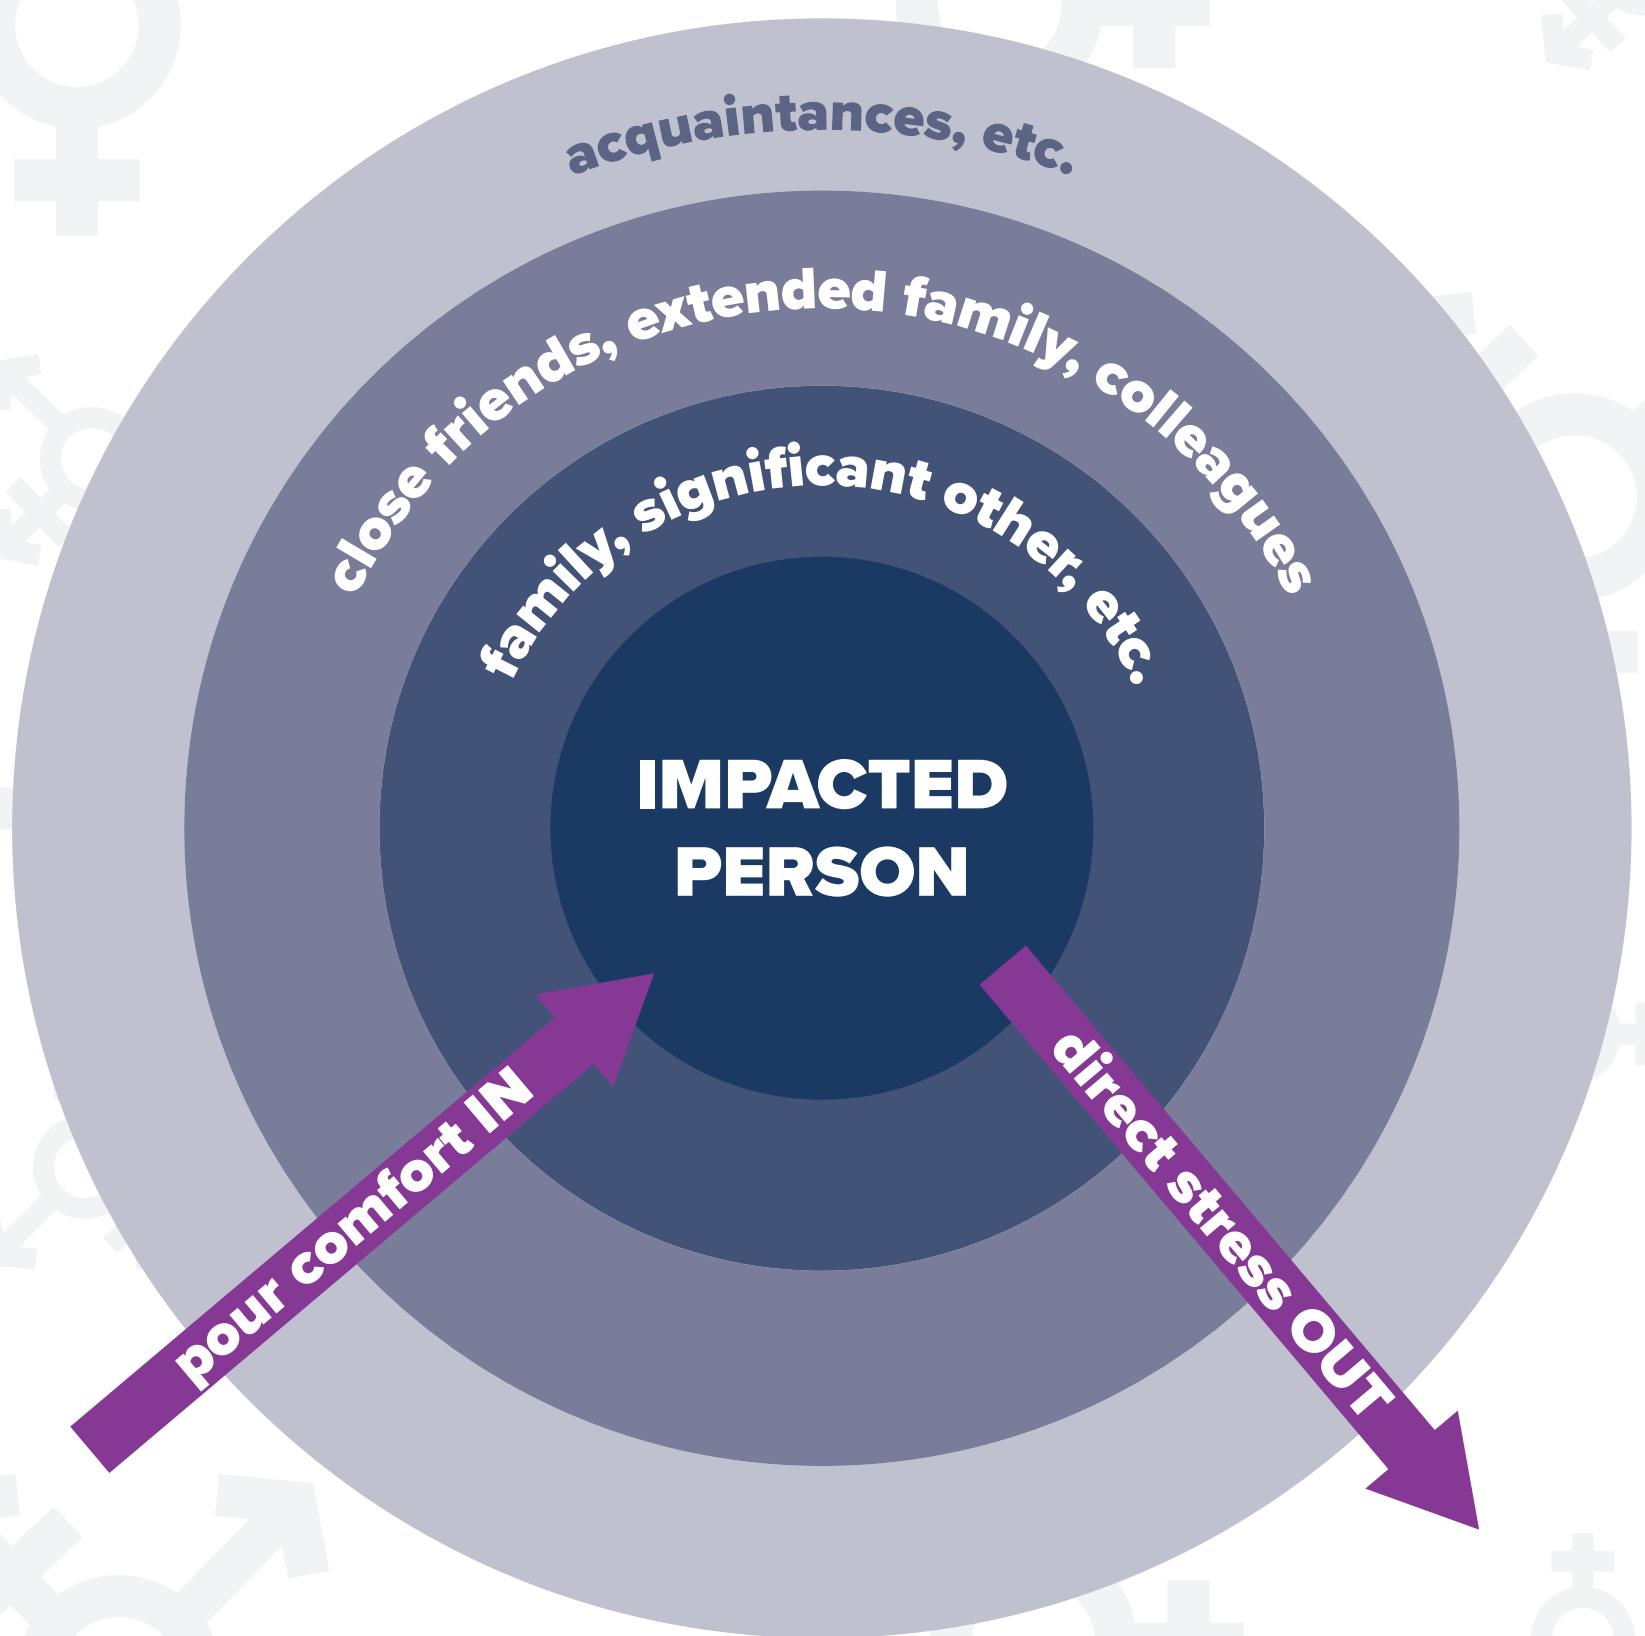 acquaintances, etc.
close friends, extended family, colleagues
family, significant other, etc.
IMPACTED
PERSON
pour comfort IN
direct stress OUT